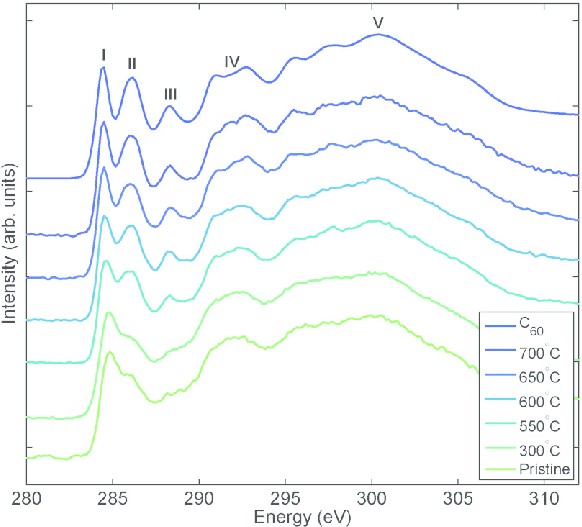 I
II
III
IV
V
Intensity (arb. units)
C60
700°C
650°C
600°C
550°C
300°C
Pristine
280 285 290 295 300 305 310
Energy (eV)